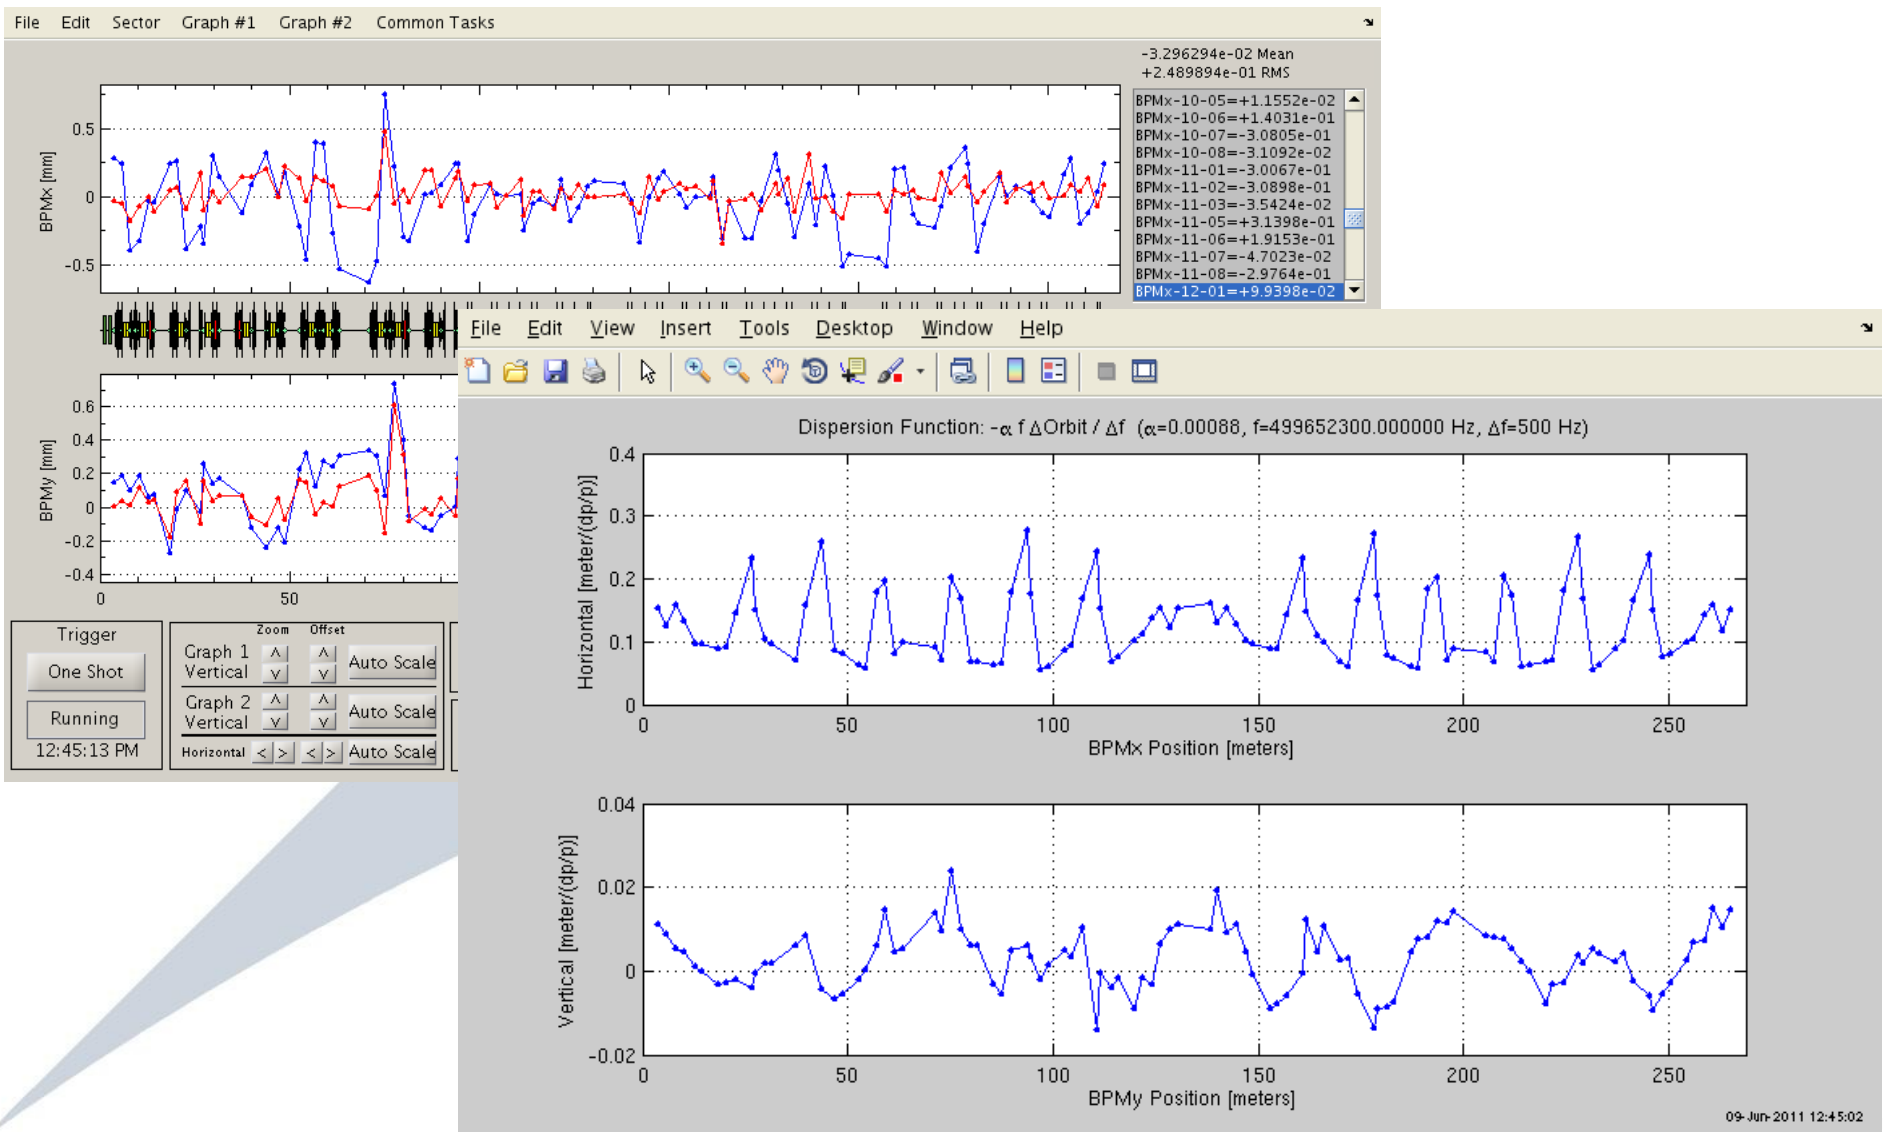 File Edit Sector Graph #1 Graph #2 Common Tasks
-3.296294e-02 Mean
+2.489894e-01 RMS
BPMx-10-05=+1.1552e-02
BPMx-10-06=+1.4031e-01
BPMx-10-07=-3.0805e-01
BPMx-10-08=-3.1092e-02
BPMx-11-01=-3.0067e-01
BPMx-11-02=-3.0898e-01
BPMx-11-03=-3.5424e-02
BPMx-11-05=+3.1398e-01
BPMx-11-06=+1.9153e-01
BPMx-11-07=-4.7023e-02
BPMx-11-08=-2.9764e-01
BPMx-12-01=+9.9398e-02
BPMx [mm]
0.5
0
-0.5
BPMy [mm]
0.6
0.4
0.2
0
-0.2
-0.4
0 50
Trigger
One Shot
Running
12:45:13 PM
Zoom Offset
Graph 1 Vertical ^ v ^ v Auto Scale
Graph 2 Vertical ^ v ^ v Auto Scale
Horizontal < > < > Auto Scale
File Edit View Insert Tools Desktop Window Help
Dispersion Function: -α f ΔOrbit / Δf (α=0.00088, f=499652300.000000 Hz, Δf=500 Hz)
Horizontal [meter/(dp/p)]
0.4
0.3
0.2
0.1
0
0 50 100 150 200 250
BPMx Position [meters]
Vertical [meter/(dp/p)]
0.04
0.02
0
-0.02
0 50 100 150 200 250
BPMy Position [meters]
09-Jun-2011 12:45:02